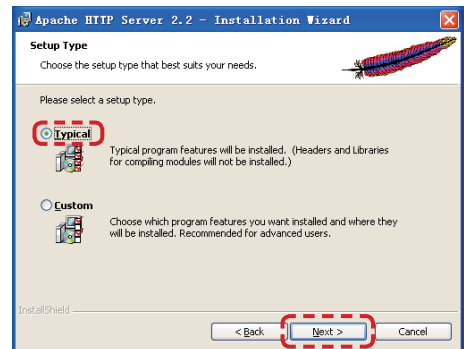 Apache HTTP Server 2.2 - Installation Wizard
Setup Type
Choose the setup type that best suits your needs.
Please select a setup type.
Typical
Typical program features will be installed. (Headers and Libraries
for compiling modules will not be installed.)
Custom
Choose which program features you want installed and where they
will be installed. Recommended for advanced users.
InstallShield
< Back
Next >
Cancel